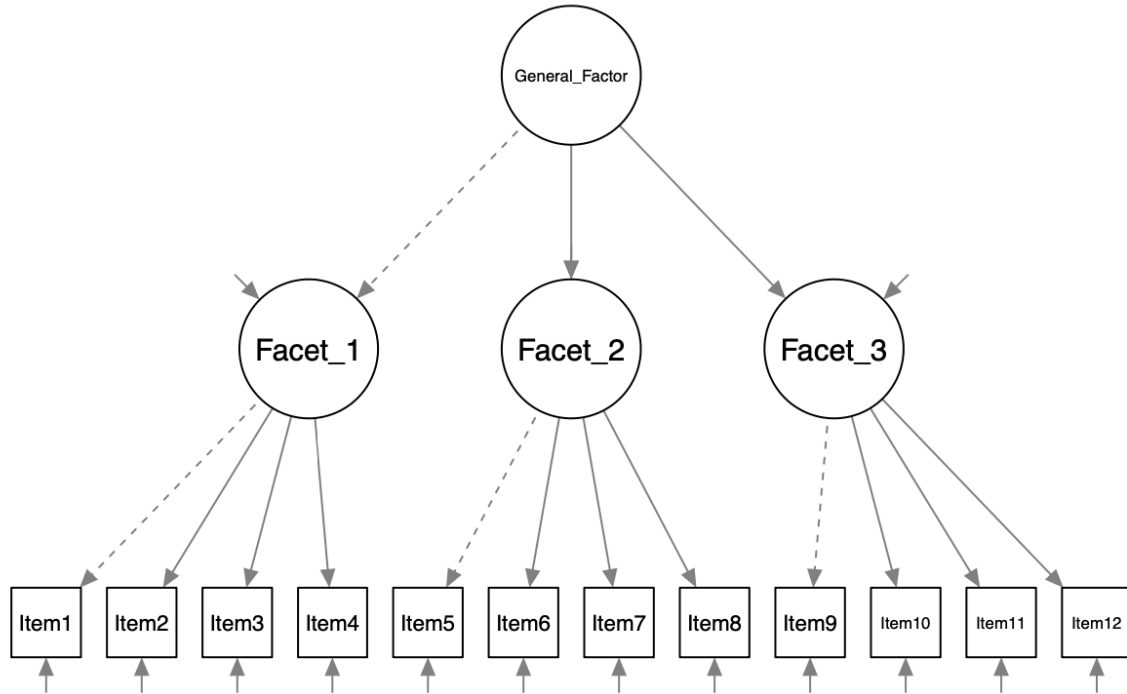 General_Factor
Facet_1
Facet_2
Facet_3
Item1
Item2
Item3
Item4
Item5
Item6
Item7
Item8
Item9
Item10
Item11
Item12